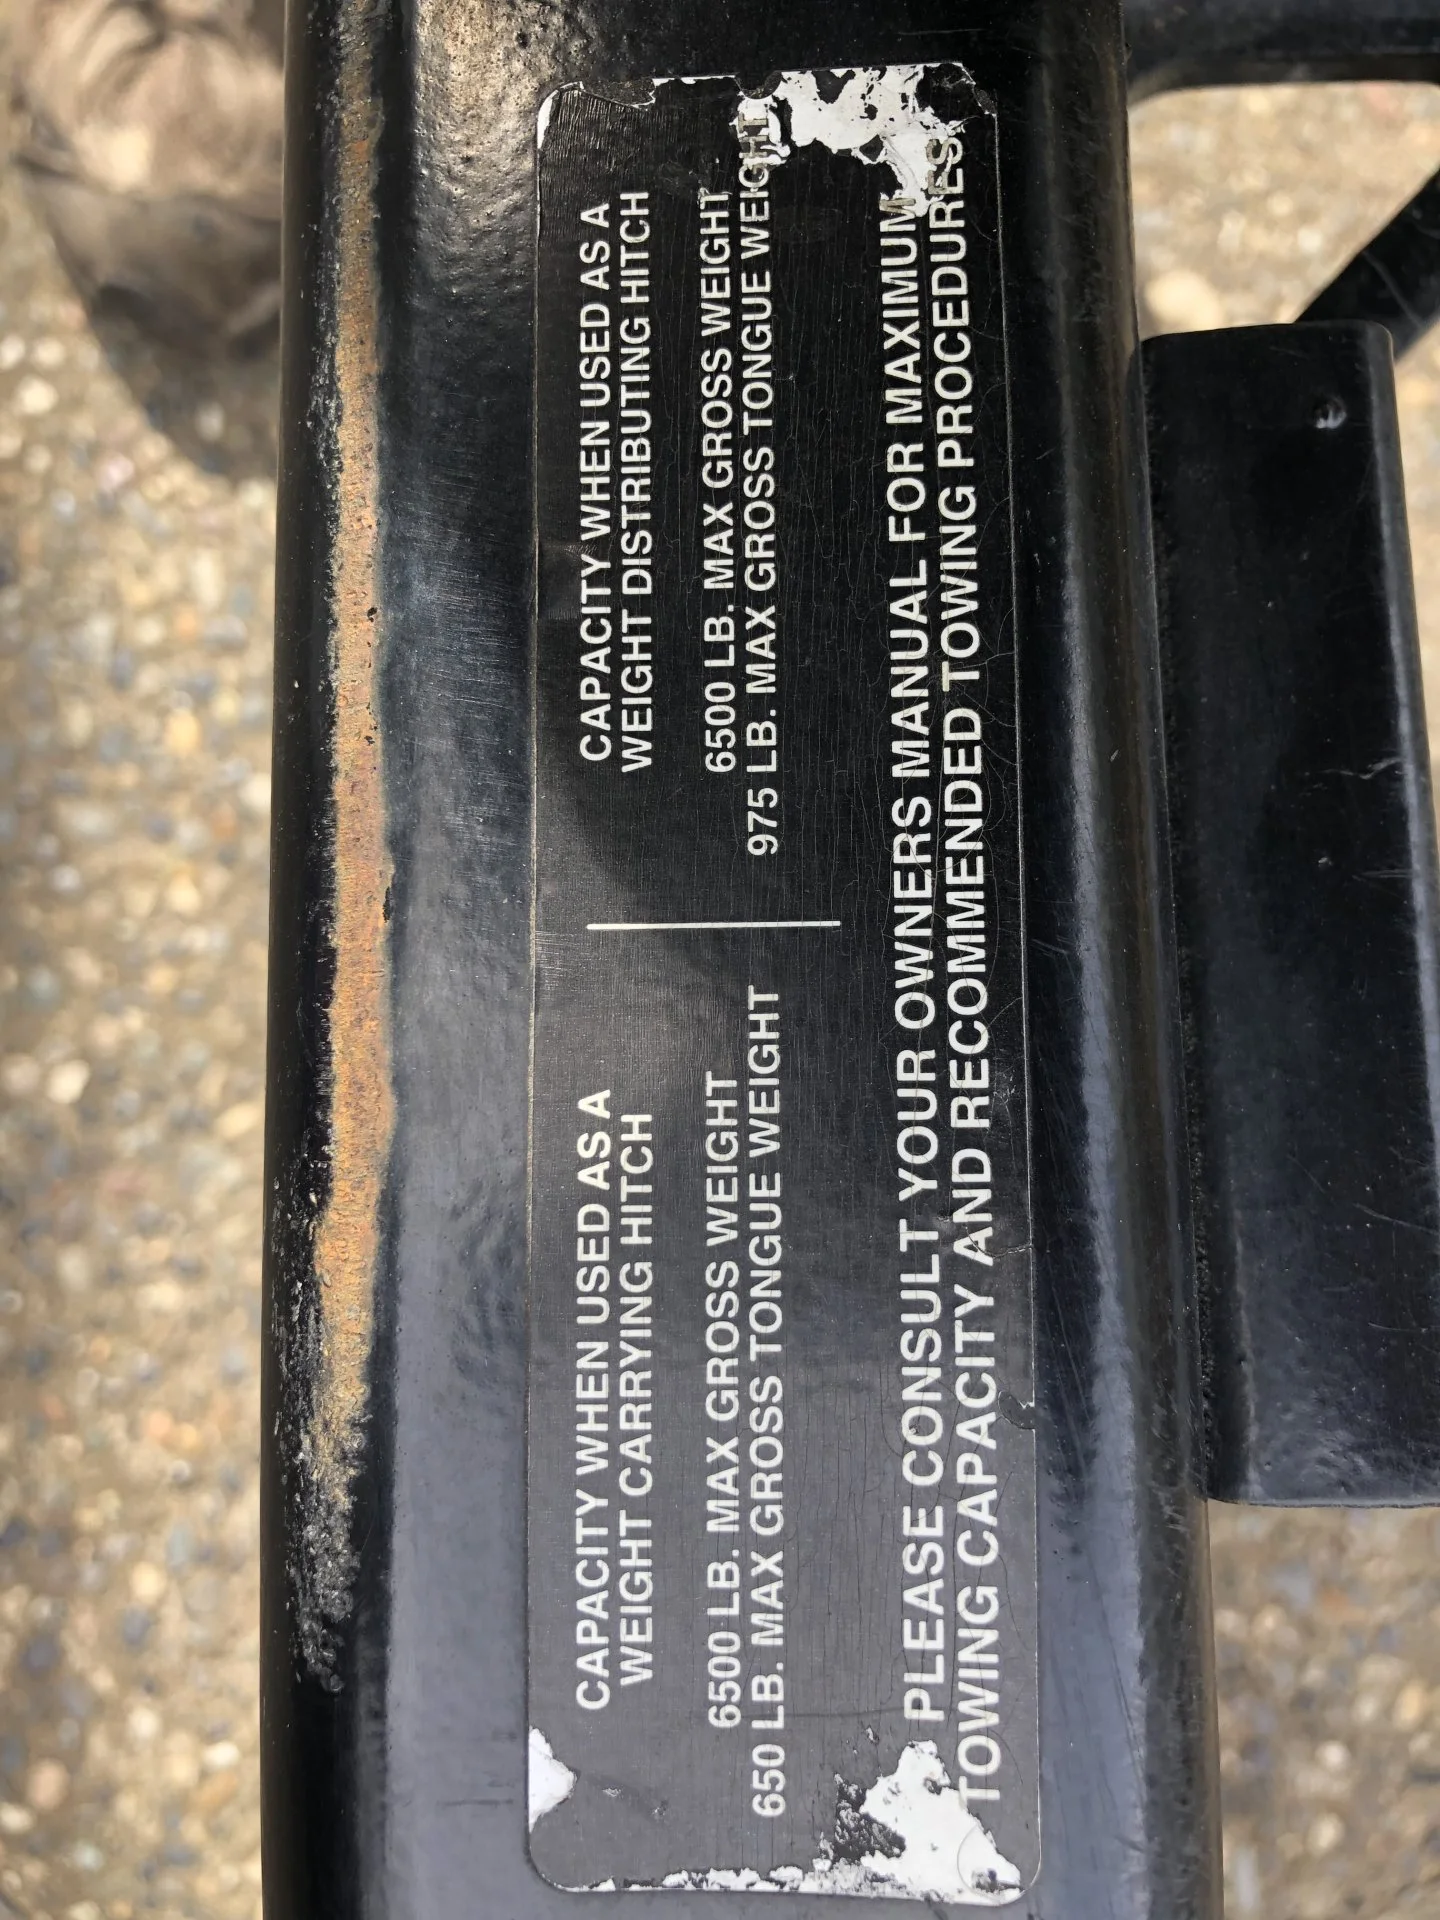 CAPACITY WHEN USED AS A
WEIGHT CARRYING HITCH
6500 LB. MAX GROSS WEIGHT
650 LB. MAX GROSS TONGUE WEIGHT
CAPACITY WHEN USED AS A
WEIGHT DISTRIBUTING HITCH
6500 LB. MAX GROSS WEIGHT
975 LB. MAX GROSS TONGUE WEIGHT
PLEASE CONSULT YOUR OWNERS MANUAL FOR MAXIMUM
TOWING CAPACITY AND RECOMMENDED TOWING PROCEDURES